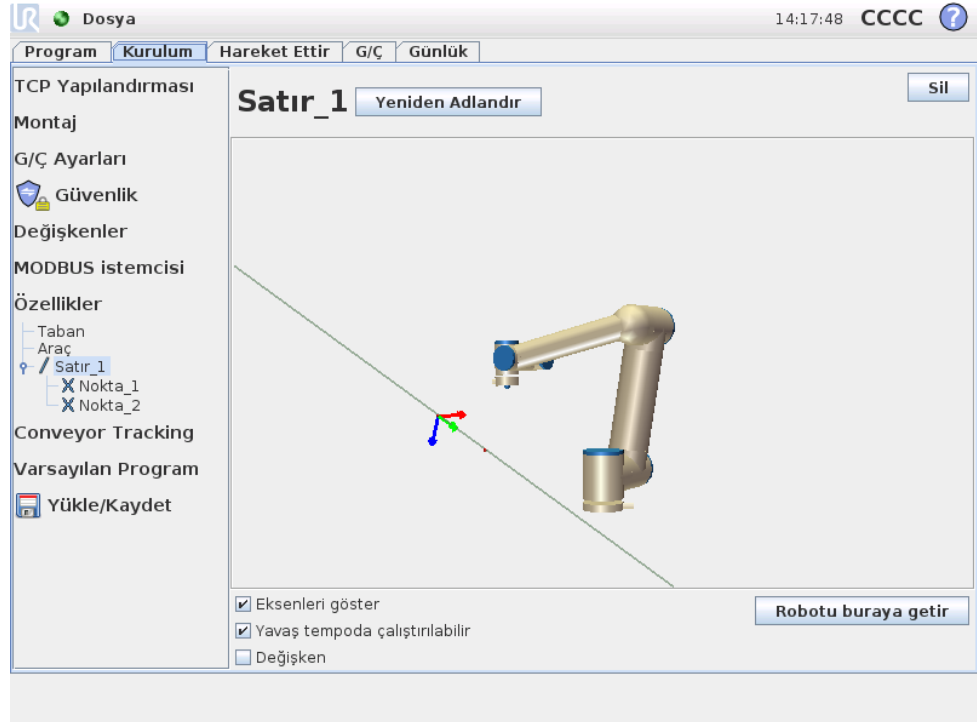 UR Dosya 14:17:48 CCCC ?
Program Kurulum Hareket Ettir G/Ç Günlük
TCP Yapılandırması
Montaj
G/Ç Ayarları
Güvenlik
Değişkenler
MODBUS istemcisi
Özellikler
Taban
Araç
Satır_1
Nokta_1
Nokta_2
Conveyor Tracking
Varsayılan Program
Yükle/Kaydet
Satır_1 Yeniden Adlandır Sil
Eksenleri göster
Yavaş tempoda çalıştırılabilir
Değişken
Robotu buraya getir